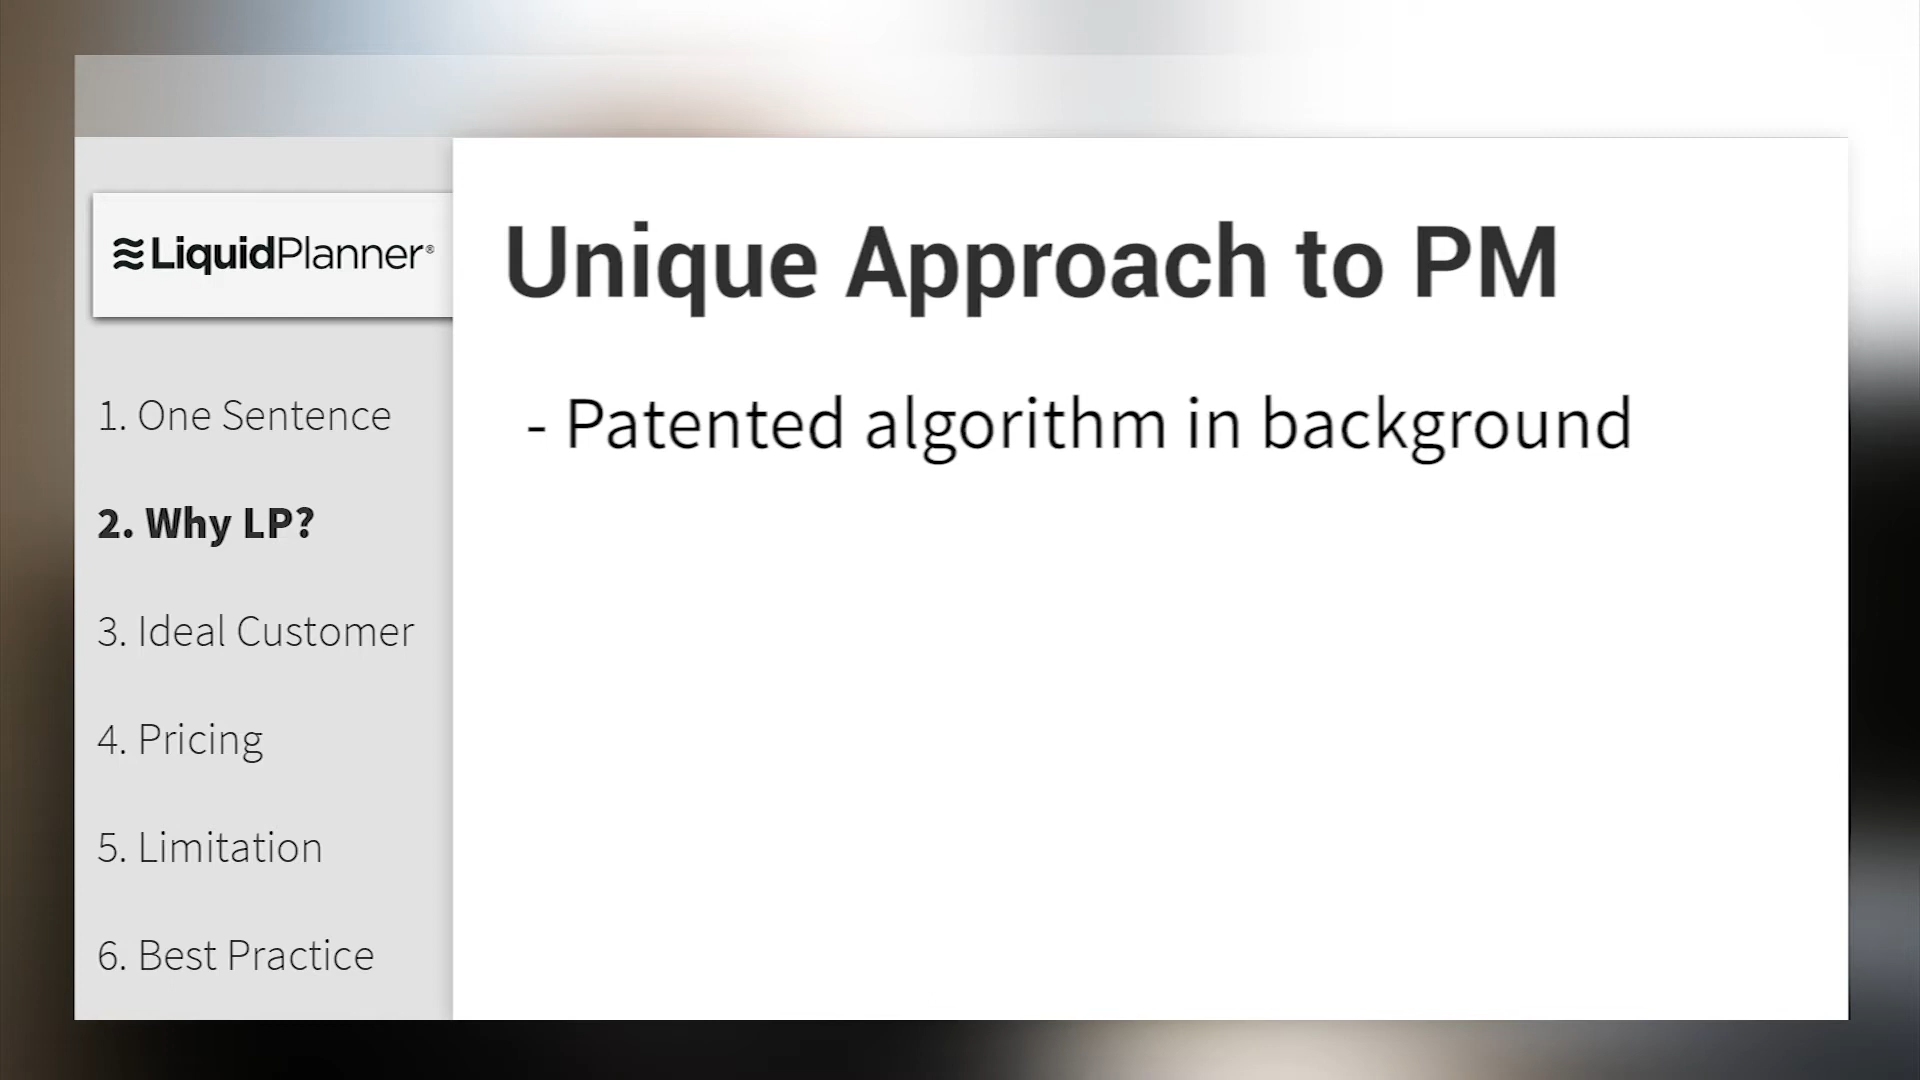 LiquidPlanner®
1. One Sentence
2. Why LP?
3. Ideal Customer
4. Pricing
5. Limitation
6. Best Practice
Unique Approach to PM
- Patented algorithm in background